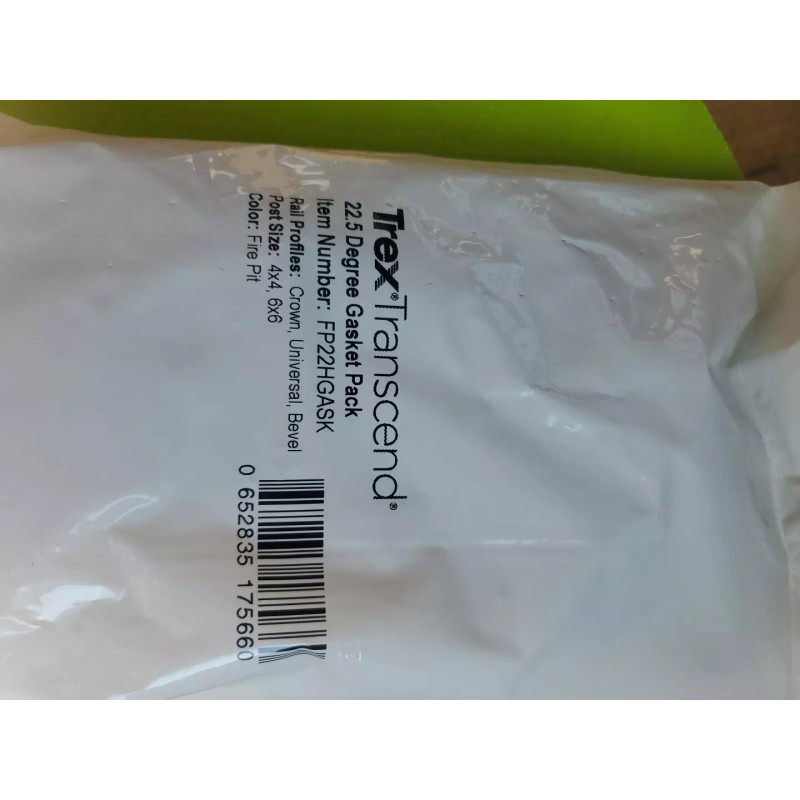 Trex® Transcend®
22.5 Degree Gasket Pack
Item Number: FP22HGASK
Rail Profiles: Crown, Universal, Bevel
Post Size: 4x4, 6x6
Color: Fire Pit
0 652835 175660